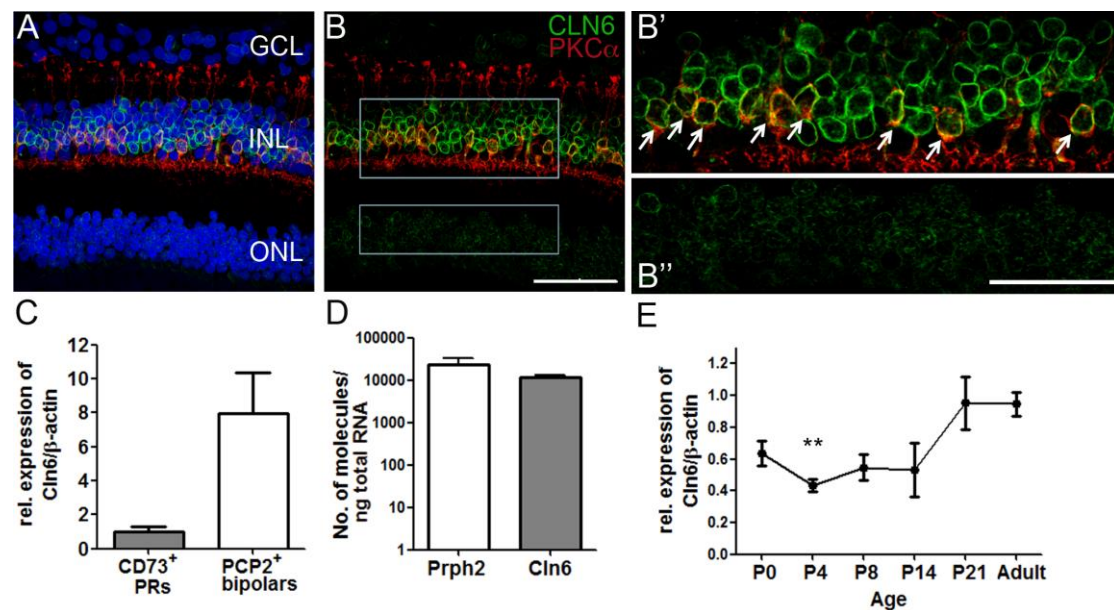 A
GCL
INL
ONL
B
CLN6
PKCα
B'
B"
C
rel. expression of
Cln6/β-actin
12
10
8
6
4
2
0
CD73+
PRs
PCP2+
bipolars
D
No. of molecules/
ng total RNA
100000
10000
1000
100
10
1
Prph2
Cln6
E
rel. expression of
Cln6/β-actin
1.2
1.0
0.8
0.6
0.4
0.2
0.0
**
P0 P4 P8 P14 P21 Adult
Age